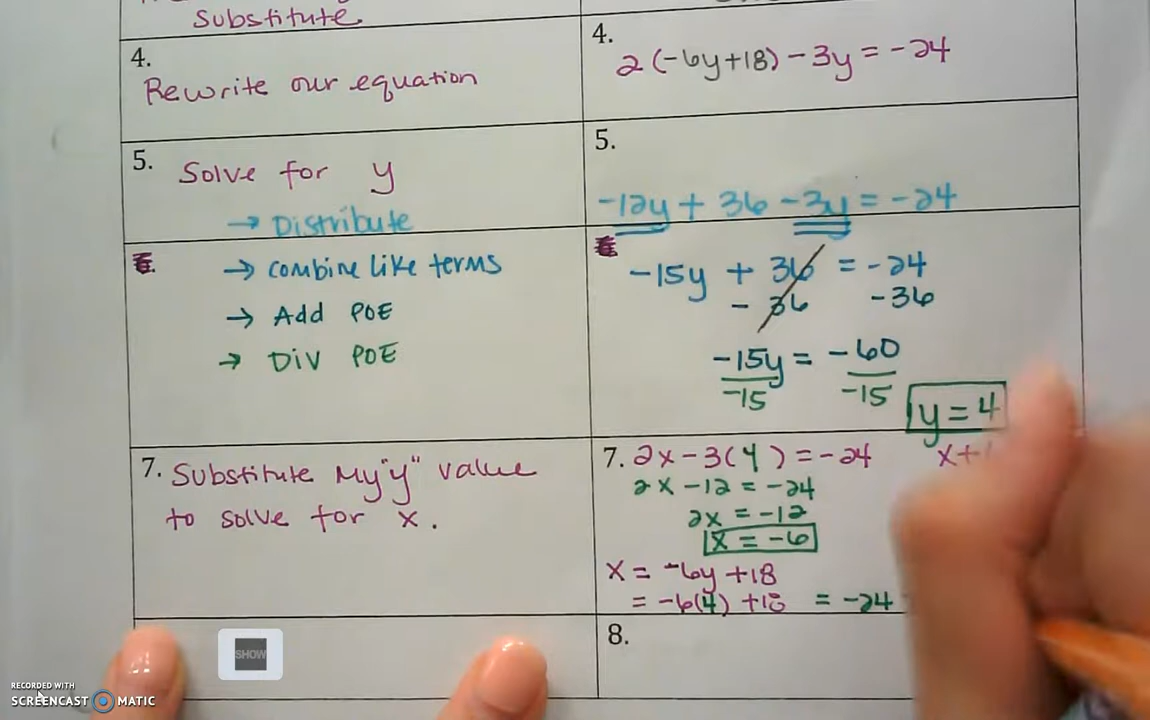 Substitute
4.
Rewrite our equation
4.
2(-6y+18)-3y=-24
5. Solve for y
→ Distribute
5.
-12y+36-3y=-24
→ combine like terms
→ Add POE
→ Div POE
-15y + 36 = -24
- 36 -36
-15y = -60
-15 -15
y = 4
7. Substitute My "y" value
to solve for x.
7. 2x-3(4)=-24
x+
2x-12=-24
2x = -12
x = -6
x = -6y+18
= -6(4)+18 = -24
8.
SHOW
RECORDED WITH
SCREENCAST MATIC